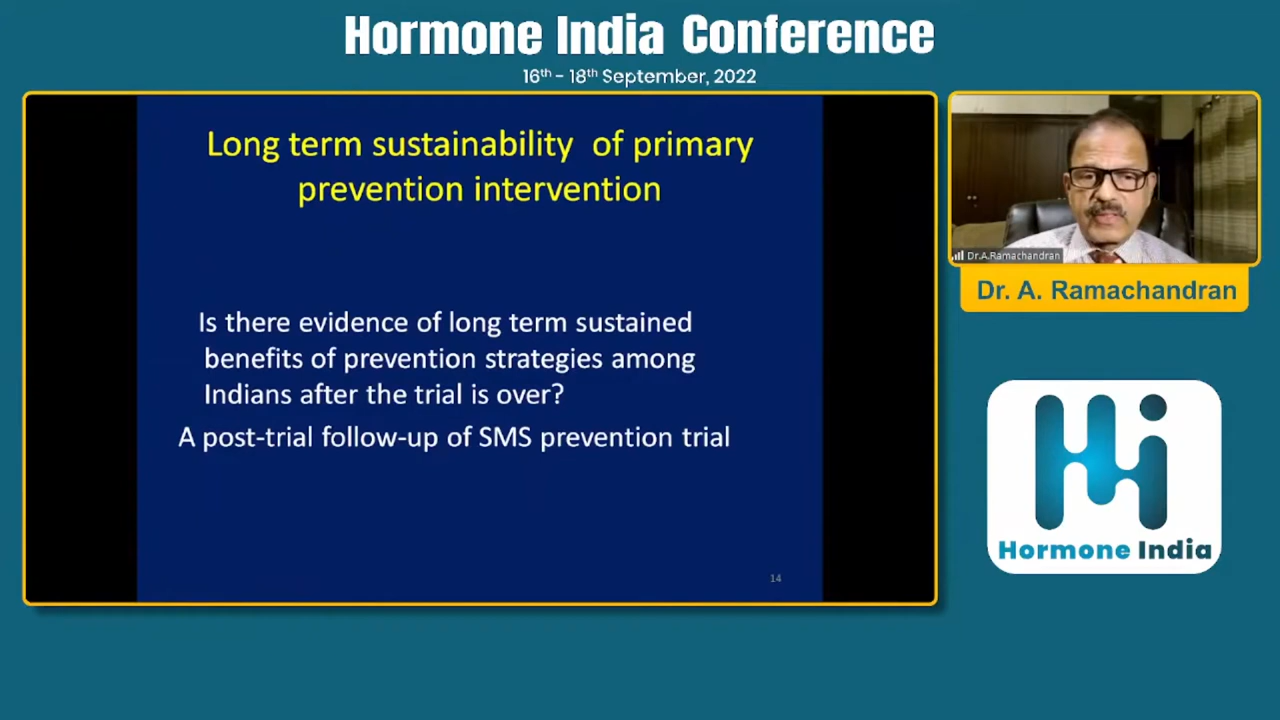 Hormone India Conference
16th - 18th September, 2022
Long term sustainability of primary
prevention intervention
Is there evidence of long term sustained
benefits of prevention strategies among
Indians after the trial is over?
A post-trial follow-up of SMS prevention trial
14
Dr.A.Ramachandran
Dr. A. Ramachandran
Hi
Hormone India